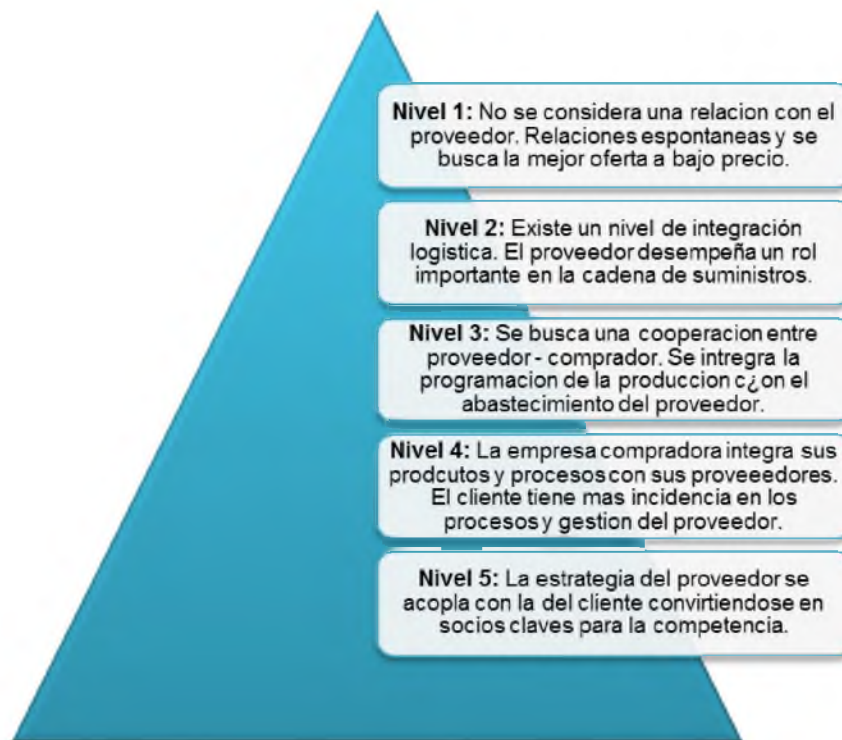 Nivel 1: No se considera una relacion con el
proveedor. Relaciones espontaneas y se
busca la mejor oferta a bajo precio.
Nivel 2: Existe un nivel de integración
logistica. El proveedor desempeña un rol
importante en la cadena de suministros.
Nivel 3: Se busca una cooperacion entre
proveedor - comprador. Se intregra la
programacion de la produccion c¿on el
abastecimiento del proveedor.
Nivel 4: La empresa compradora integra sus
prodcutos y procesos con sus proveeedores.
El cliente tiene mas incidencia en los
procesos y gestion del proveedor.
Nivel 5: La estrategia del proveedor se
acopla con la del cliente convirtiendose en
socios claves para la competencia.